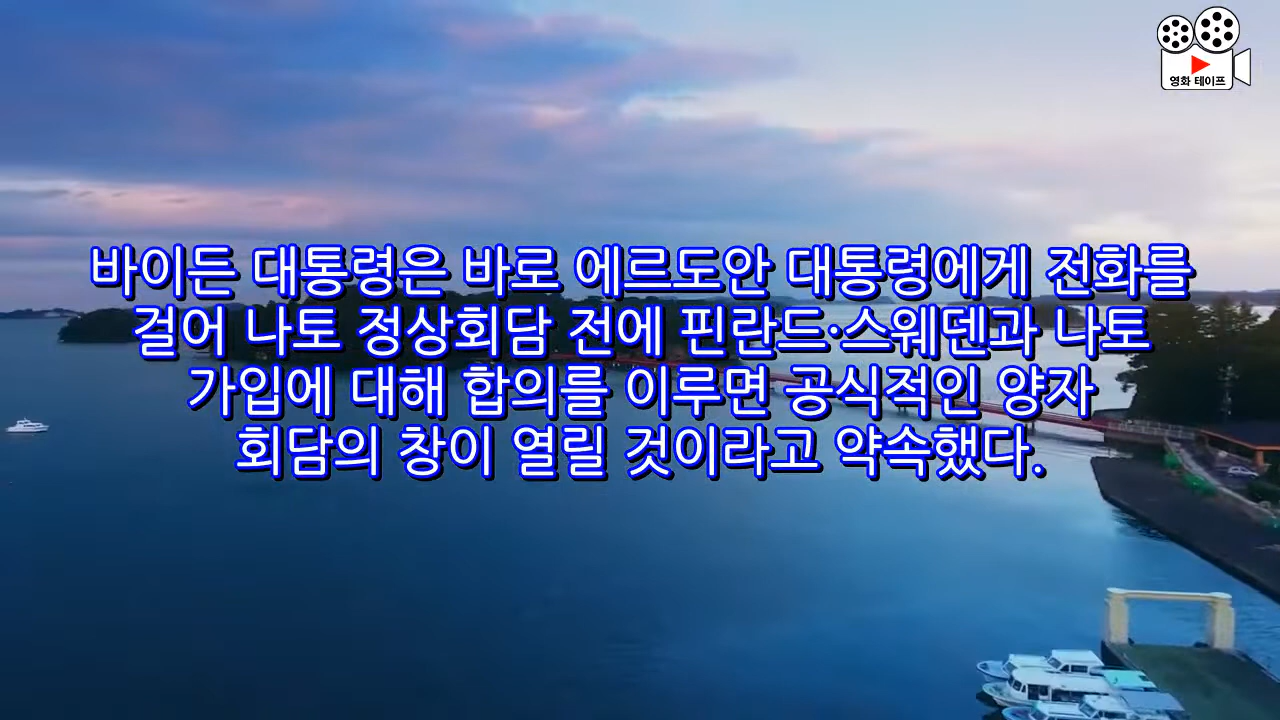 영화 테이프
바이든 대통령은 바로 에르도안 대통령에게 전화를
걸어 나토 정상회담 전에 핀란드·스웨덴과 나토
가입에 대해 합의를 이루면 공식적인 양자
회담의 창이 열릴 것이라고 약속했다.